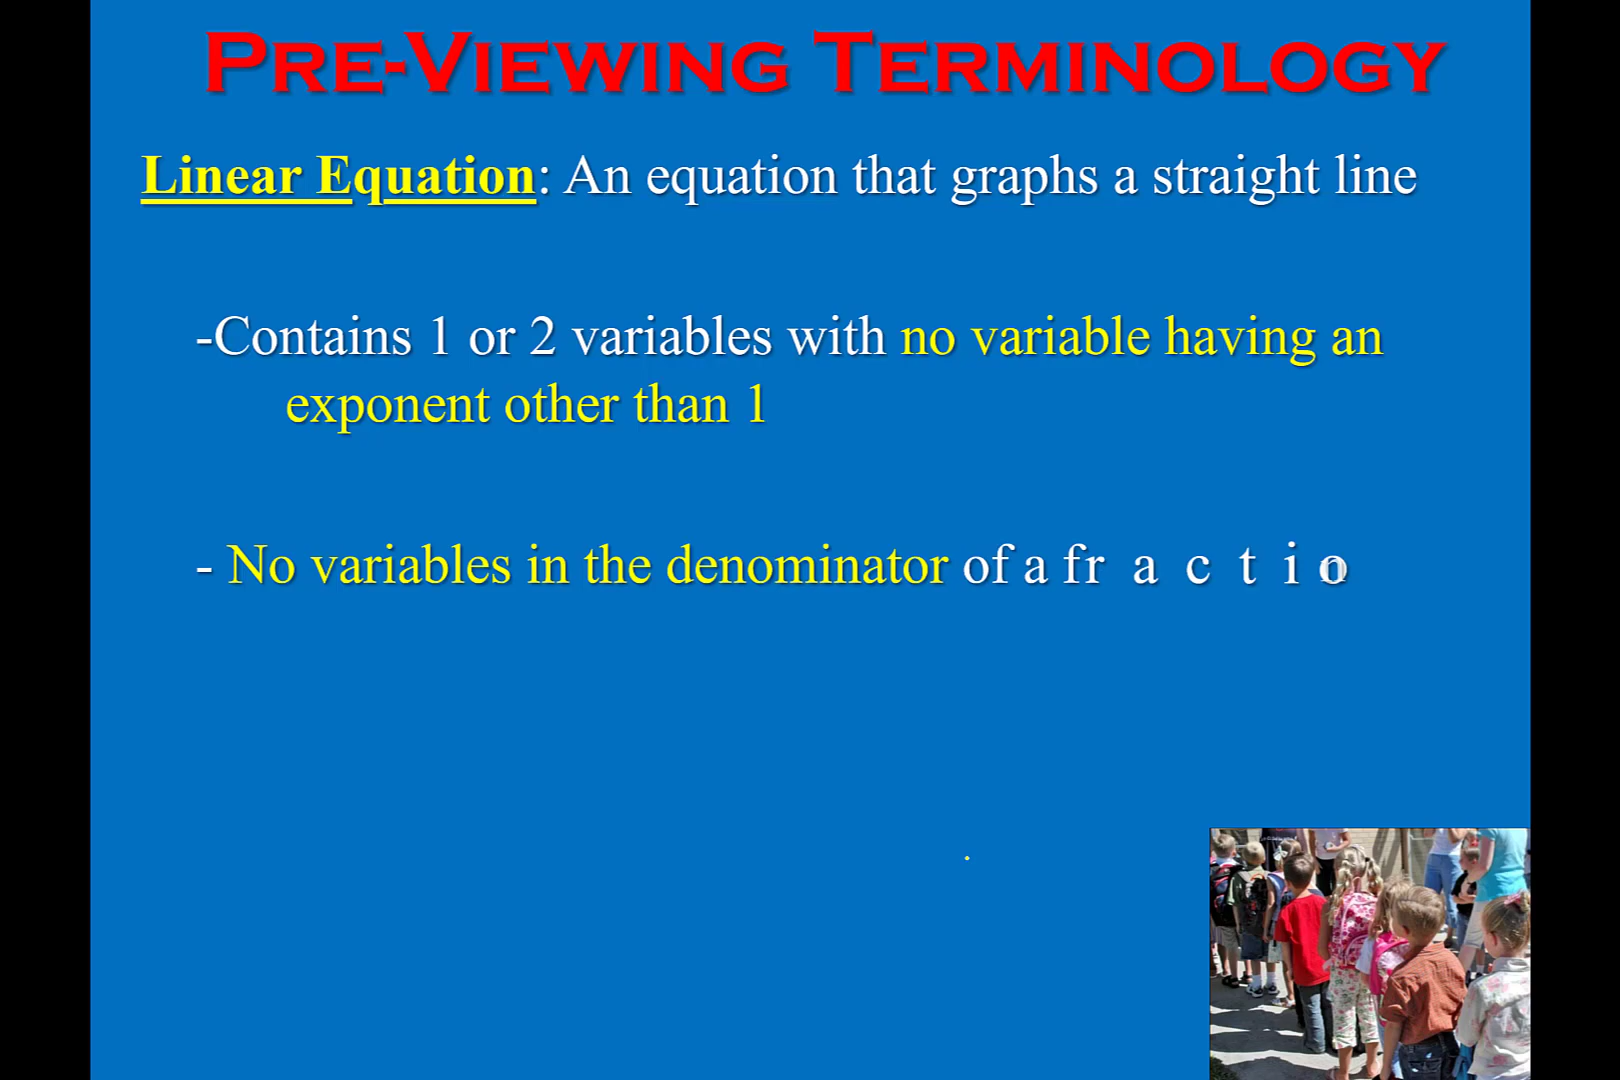 Pre-Viewing Terminology
Linear Equation: An equation that graphs a straight line
-Contains 1 or 2 variables with no variable having an
exponent other than 1
- No variables in the denominator of a fraction